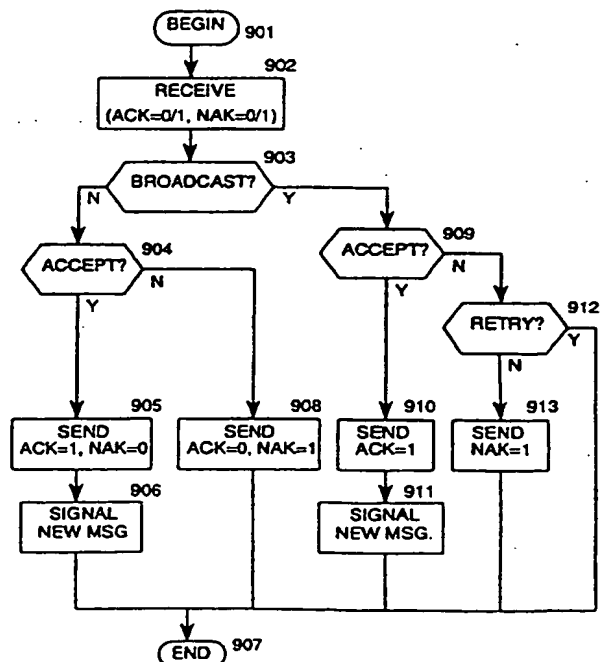 BEGIN
901
902
RECEIVE
(ACK=0/1, NAK=0/1)
903
BROADCAST?
N
Y
904
ACCEPT?
N
Y
909
ACCEPT?
N
Y
912
RETRY?
Y
N
905
SEND
ACK=1, NAK=0
908
SEND
ACK=0, NAK=1
910
SEND
ACK=1
913
SEND
NAK=1
906
SIGNAL
NEW MSG
911
SIGNAL
NEW MSG.
END
907